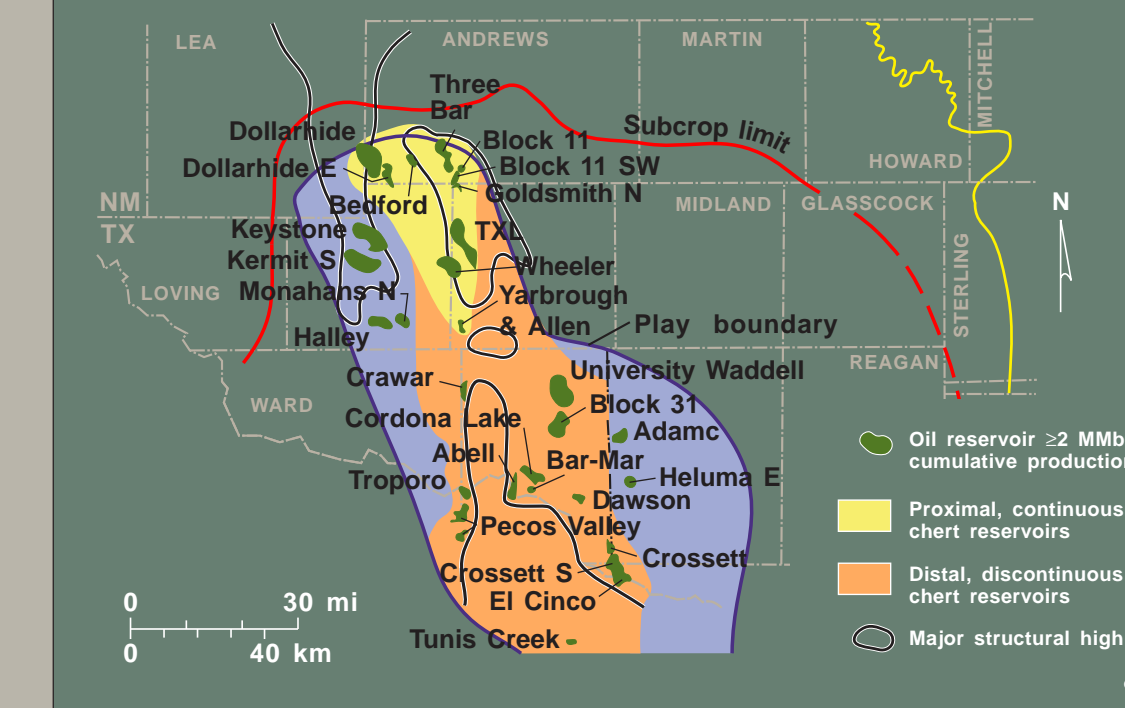 LEA
ANDREWS
MARTIN
MITCHELL
Three
Bar
Dollarhide
Block 11
Subcrop limit
Dollarhide E
Block 11 SW
HOWARD
Goldsmith N
NM
Bedford
MIDLAND
GLASSCOCK
N
TX
Keystone
TXL
STERLING
Kermit S
Wheeler
LOVING
Monahans N
Yarbrough
& Allen
Play boundary
Halley
REAGAN
Crawar
University Waddell
WARD
Block 31
Cordona Lake
Adamc
Abell
Bar-Mar
Troporo
Heluma E
Dawson
Pecos Valley
Crossett
Crossett S
El Cinco
Tunis Creek
0 30 mi
0 40 km
Oil reservoir ≥2 MMb
cumulative production
Proximal, continuous
chert reservoirs
Distal, discontinuous
chert reservoirs
Major structural high